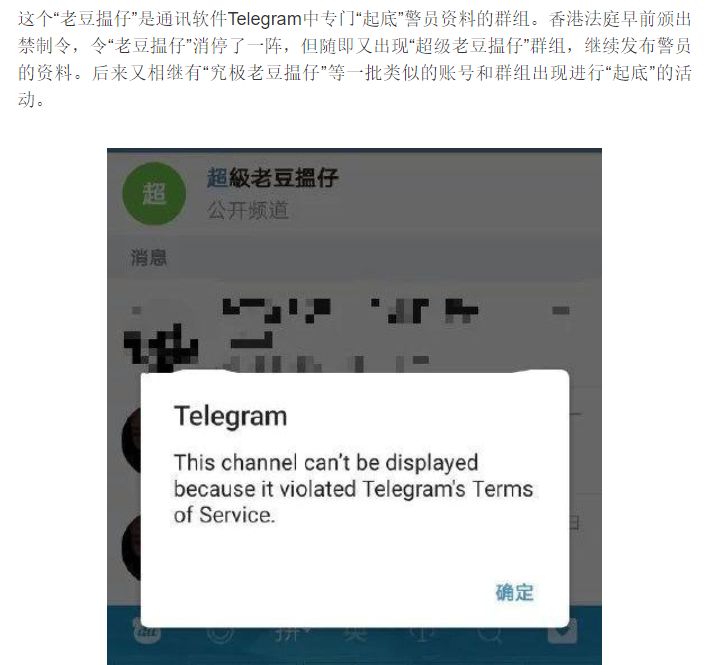 这个“老豆搵仔”是通讯软件Telegram中专门“起底”警员资料的群组。香港法庭早前颁出
禁制令，令“老豆搵仔”消停了一阵，但随即又出现“超级老豆搵仔”群组，继续发布警员
的资料。后来又相继有“究极老豆搵仔”等一批类似的账号和群组出现进行“起底”的活
动。
超
超級老豆搵仔
公开频道
消息
Telegram
This channel can’t be displayed
because it violated Telegram's Terms
of Service.
确定